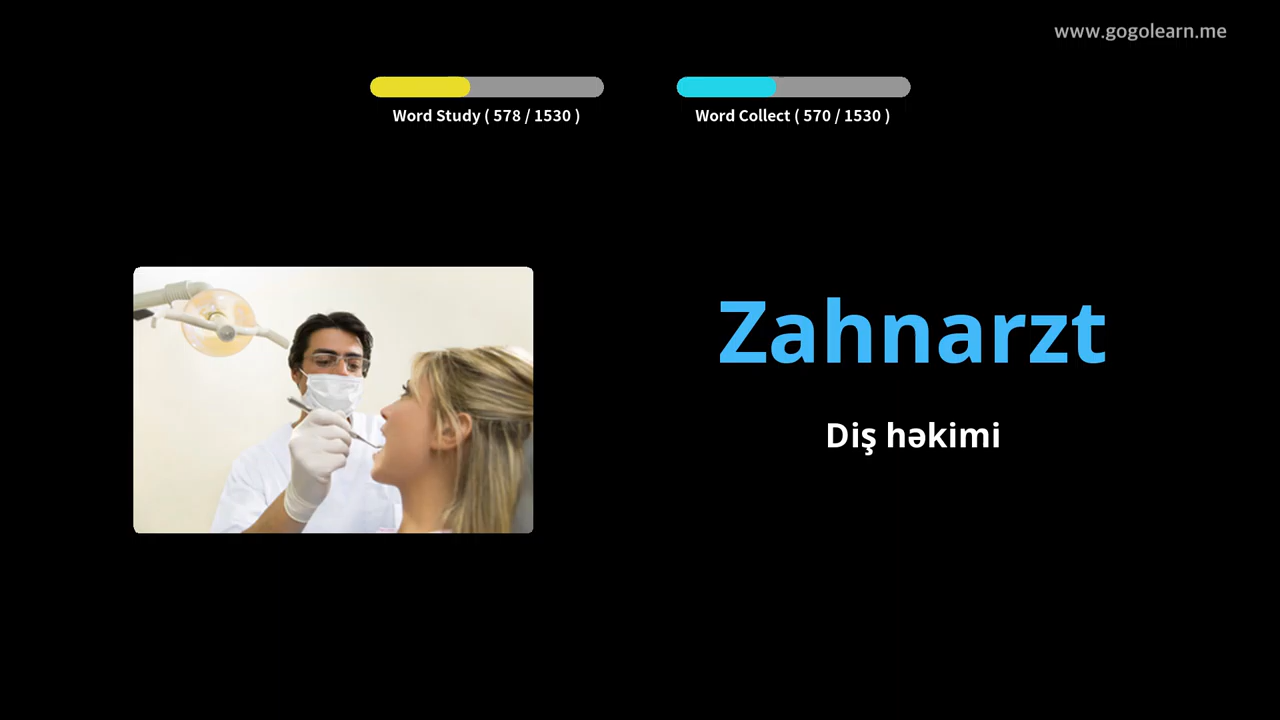 www.gogolearn.me
Word Study ( 578 / 1530 )
Word Collect ( 570 / 1530 )
Zahnarzt
Diş həkimi